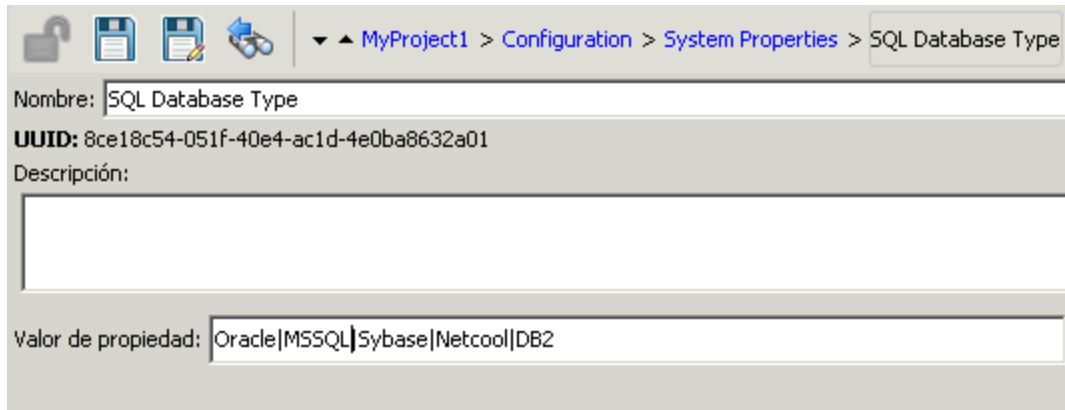 MyProject1 > Configuration > System Properties > SQL Database Type
Nombre: SQL Database Type
UUID: 8ce18c54-051f-40e4-ac1d-4e0ba8632a01
Descripción:
Valor de propiedad: Oracle|MSSQL|Sybase|Netcool|DB2